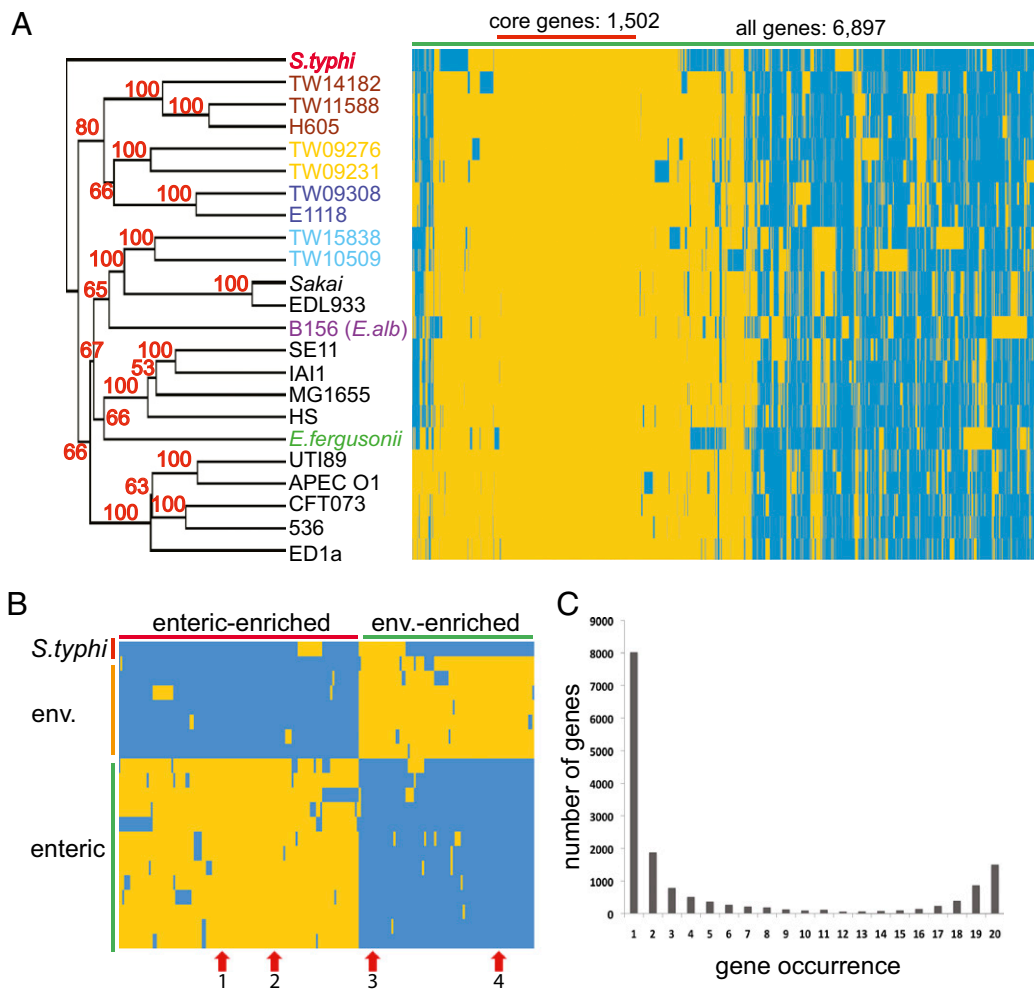 A
core genes: 1,502
all genes: 6,897
S.typhi
TW14182
TW11588
H605
TW09276
TW09231
TW09308
E1118
TW15838
TW10509
Sakai
EDL933
B156 (E.alb)
SE11
IAI1
MG1655
HS
E.fergusonii
UTI89
APEC O1
CFT073
536
ED1a
100
100
80
100
66
100
100
100
100
65
67
100
53
100
66
66
100
63
100
100
B
enteric-enriched
env.-enriched
S.typhi
env.
enteric
1 2 3 4
C
number of genes
9000
8000
7000
6000
5000
4000
3000
2000
1000
0
1 2 3 4 5 6 7 8 9 10 11 12 13 14 15 16 17 18 19 20
gene occurrence